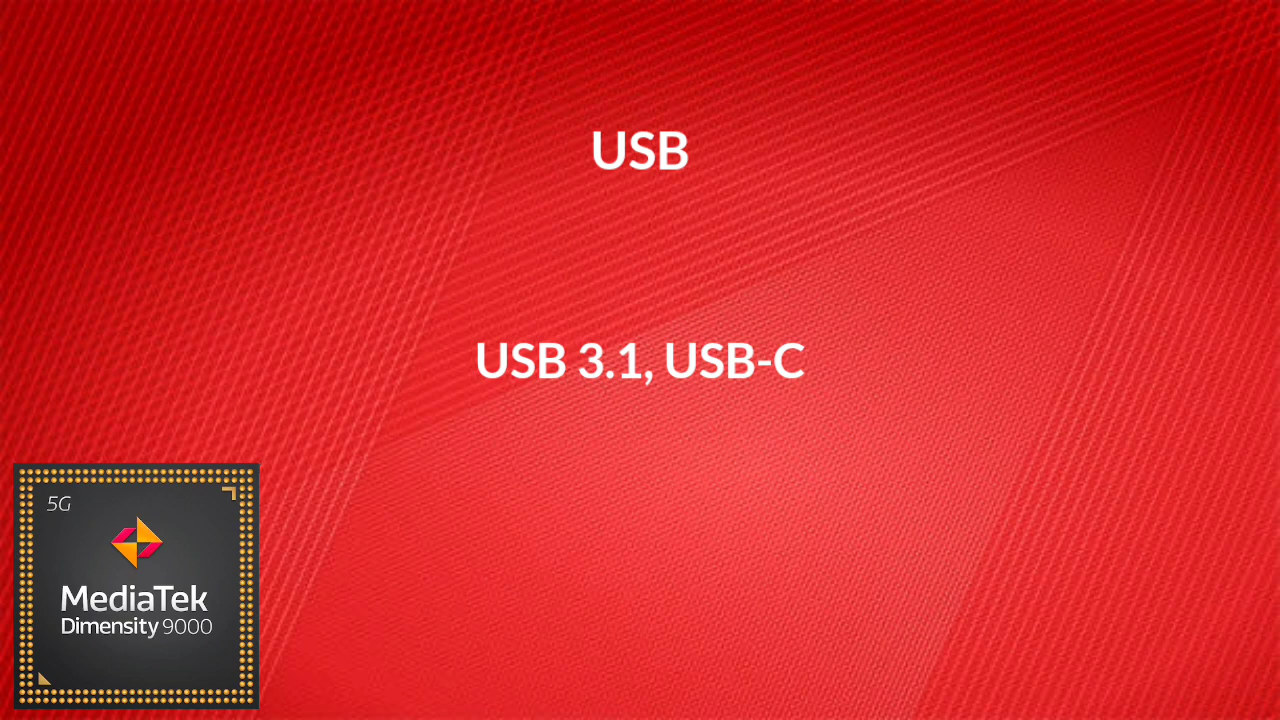 USB
USB 3.1, USB-C
5G
MediaTek
Dimensity 9000